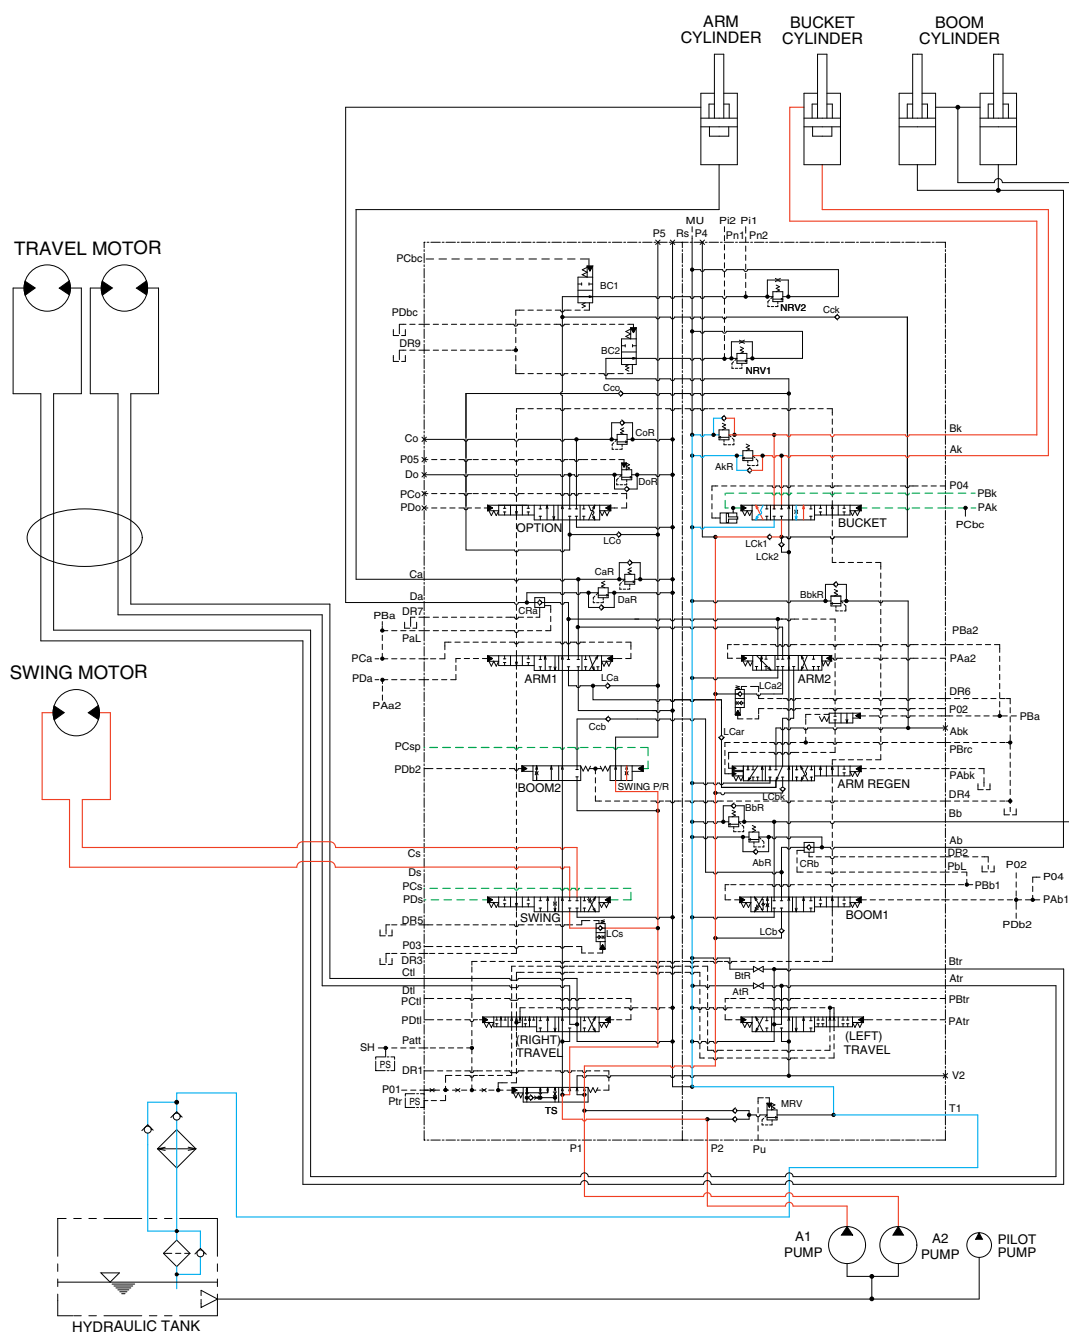 ARM
CYLINDER
BUCKET
CYLINDER
BOOM
CYLINDER
TRAVEL MOTOR
SWING MOTOR
MU
Pi2
Pi1
P5
Rs
P4
Pn1
Pn2
PCbc
BC1
NRV2
Cck
PDbc
DR9
BC2
NRV1
Cco
Co
CoR
P05
Do
DoR
PCo
PDo
OPTION
LCo
Bk
Ak
AkR
P04
PBk
PAk
PCbc
BUCKET
LCk1
LCk2
Ca
CaR
Da
DaR
CRa
DR7
PBa
PaL
PCa
PDa
PAa2
ARM1
LCa
BbkR
PBa2
PAa2
ARM2
LCa2
DR6
P02
PBa
Abk
LCar
PBrc
PAbk
ARM REGEN
LCbk
DR4
Ccb
PCsp
PDb2
BOOM2
SWING P/R
BbR
Bb
AbR
Ab
CRb
DR2
PbL
P02
P04
PBb1
PAb1
PDb2
BOOM1
LCb
Cs
Ds
PCs
PDs
SWING
DR5
LCs
P03
DR3
Ctl
Dtl
PCtl
PDtl
(RIGHT)
TRAVEL
Patt
SH
PS
DR1
P01
Ptr
PS
TS
BtR
Btr
AtR
Atr
PBtr
PAtr
(LEFT)
TRAVEL
V2
MRV
T1
P1
P2
Pu
A1
PUMP
A2
PUMP
PILOT
PUMP
HYDRAULIC TANK